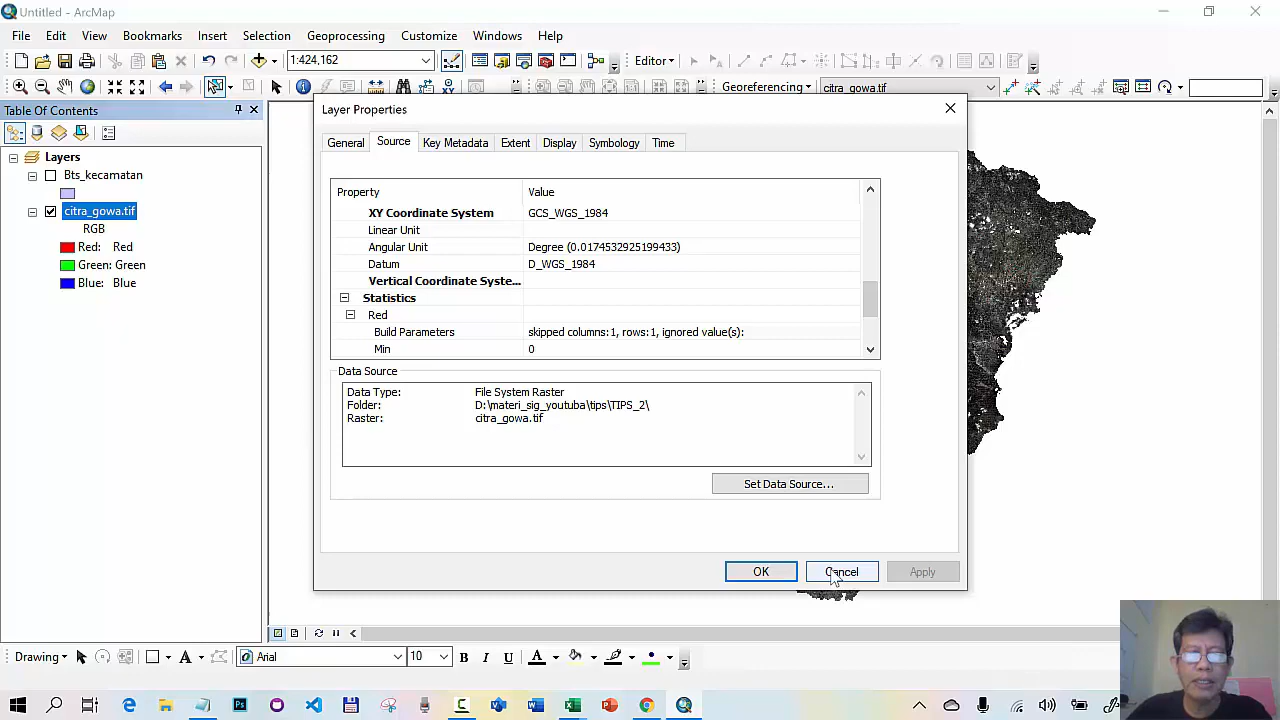 Untitled - ArcMap
File Edit View Bookmarks Insert Selection Geoprocessing Customize Windows Help
1:424,162
Editor
Georeferencing
citra_gowa.tif
Table Of Contents
Layers
Bts_kecamatan
citra_gowa.tif
RGB
Red: Red
Green: Green
Blue: Blue
Layer Properties
General Source Key Metadata Extent Display Symbology Time
Property Value
XY Coordinate System GCS_WGS_1984
Linear Unit
Angular Unit Degree (0.0174532925199433)
Datum D_WGS_1984
Vertical Coordinate Syste...
Statistics
Red
Build Parameters skipped columns:1, rows:1, ignored value(s):
Min 0
Data Source
Data Type: File System Raster
Folder: D:\materi_sig_youtuba\tips\TIPS_2\
Raster: citra_gowa.tif
Set Data Source...
OK Cancel Apply
Drawing Arial 10 B I U A